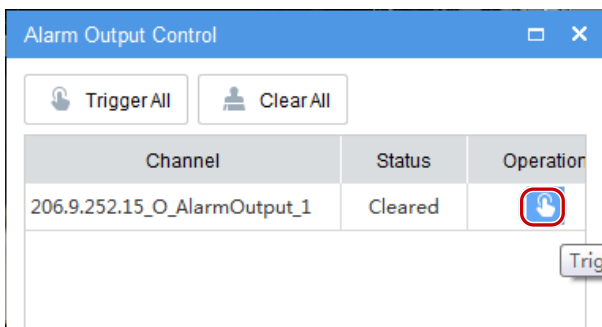 Alarm Output Control
Trigger All
Clear All
Channel Status Operation
206.9.252.15_O_AlarmOutput_1 Cleared
Trig